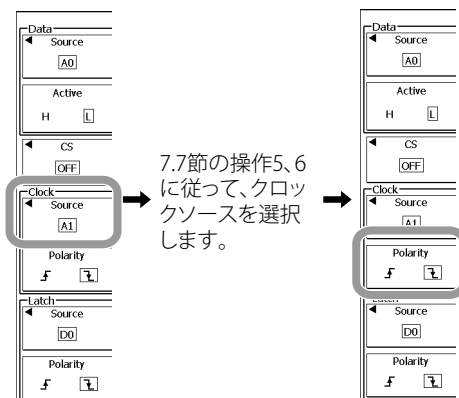 Data
Source
A0
Active
H L
CS
OFF
Clock
Source
A1
Polarity
Latch
Source
D0
Polarity
7.7節の操作5、6
に従って、クロッ
クソースを選択
します。
Data
Source
A0
Active
H L
CS
OFF
Clock
Source
A1
Polarity
Latch
Source
D0
Polarity